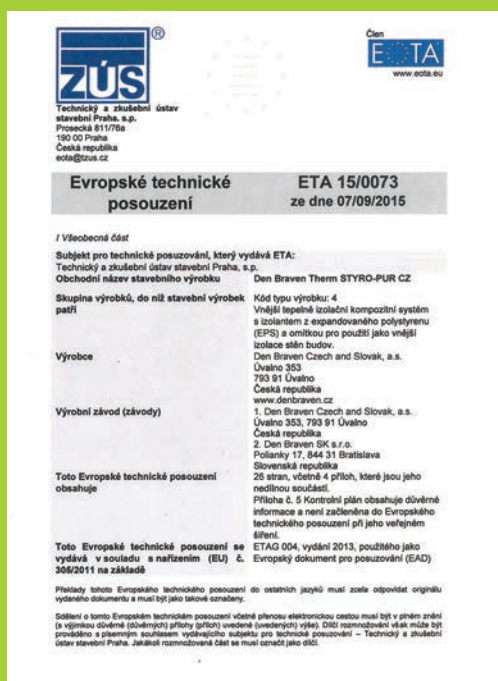 ZÚS
®
Člen
EOTA
www.eota.eu
Technický a zkušební ústav
stavební Praha. s.p.
Prosecká 811/76a
190 00 Praha
Česká republika
eota@tzus.cz
Evropské technické
posouzení
ETA 15/0073
ze dne 07/09/2015
I Všeobecná část
Subjekt pro technické posuzování, který vydává ETA:
Technický a zkušební ústav stavební Praha, s.p.
Obchodní název stavebního výrobku Den Braven Therm STYRO-PUR CZ
Skupina výrobků, do níž stavební výrobek
patří
Kód typu výrobku: 4
Vnější tepelně izolační kompozitní systém
s izolantem z expandovaného polystyrenu
(EPS) a omítkou pro použití jako vnější
izolace stěn budov.
Výrobce
Den Braven Czech and Slovak, a.s.
Úvalno 353
793 91 Úvalno
Česká republika
www.denbraven.cz
Výrobní závod (závody)
1. Den Braven Czech and Slovak, a.s.
Úvalno 353, 793 91 Úvalno
Česká republika
2. Den Braven SK s.r.o.
Polianky 17, 844 31 Bratislava
Slovenská republika
Toto Evropské technické posouzení
obsahuje
26 stran, včetně 4 příloh, které jsou jeho
nedílnou součástí.
Příloha č. 5 Kontrolní plán obsahuje důvěrné
informace a není začleněna do Evropského
technického posouzení při jeho veřejném
šíření.
Toto Evropské technické posouzení se
vydává v souladu s nařízením (EU) č.
305/2011 na základě
ETAG 004, vydání 2013, použitého jako
Evropský dokument pro posuzování (EAD)
Překlady tohoto Evropského technického posouzení do ostatních jazyků musí zcela odpovídat originálu
vydaného dokumentu a musí být jako takové označeny.
Sdělení o tomto Evropském technickém posouzení včetně přenosu elektronickou cestou musí být v plném znění
(s výjimkou důvěrné (důvěrných) přílohy (příloh) uvedené (uvedených) výše). Dílčí rozmnožování však může být
prováděno s písemným souhlasem vydávajícího subjektu pro technické posuzování – Technický a zkušební
ústav stavební Praha. Jakákoli rozmnožovaná část se musí označit jako dílčí.